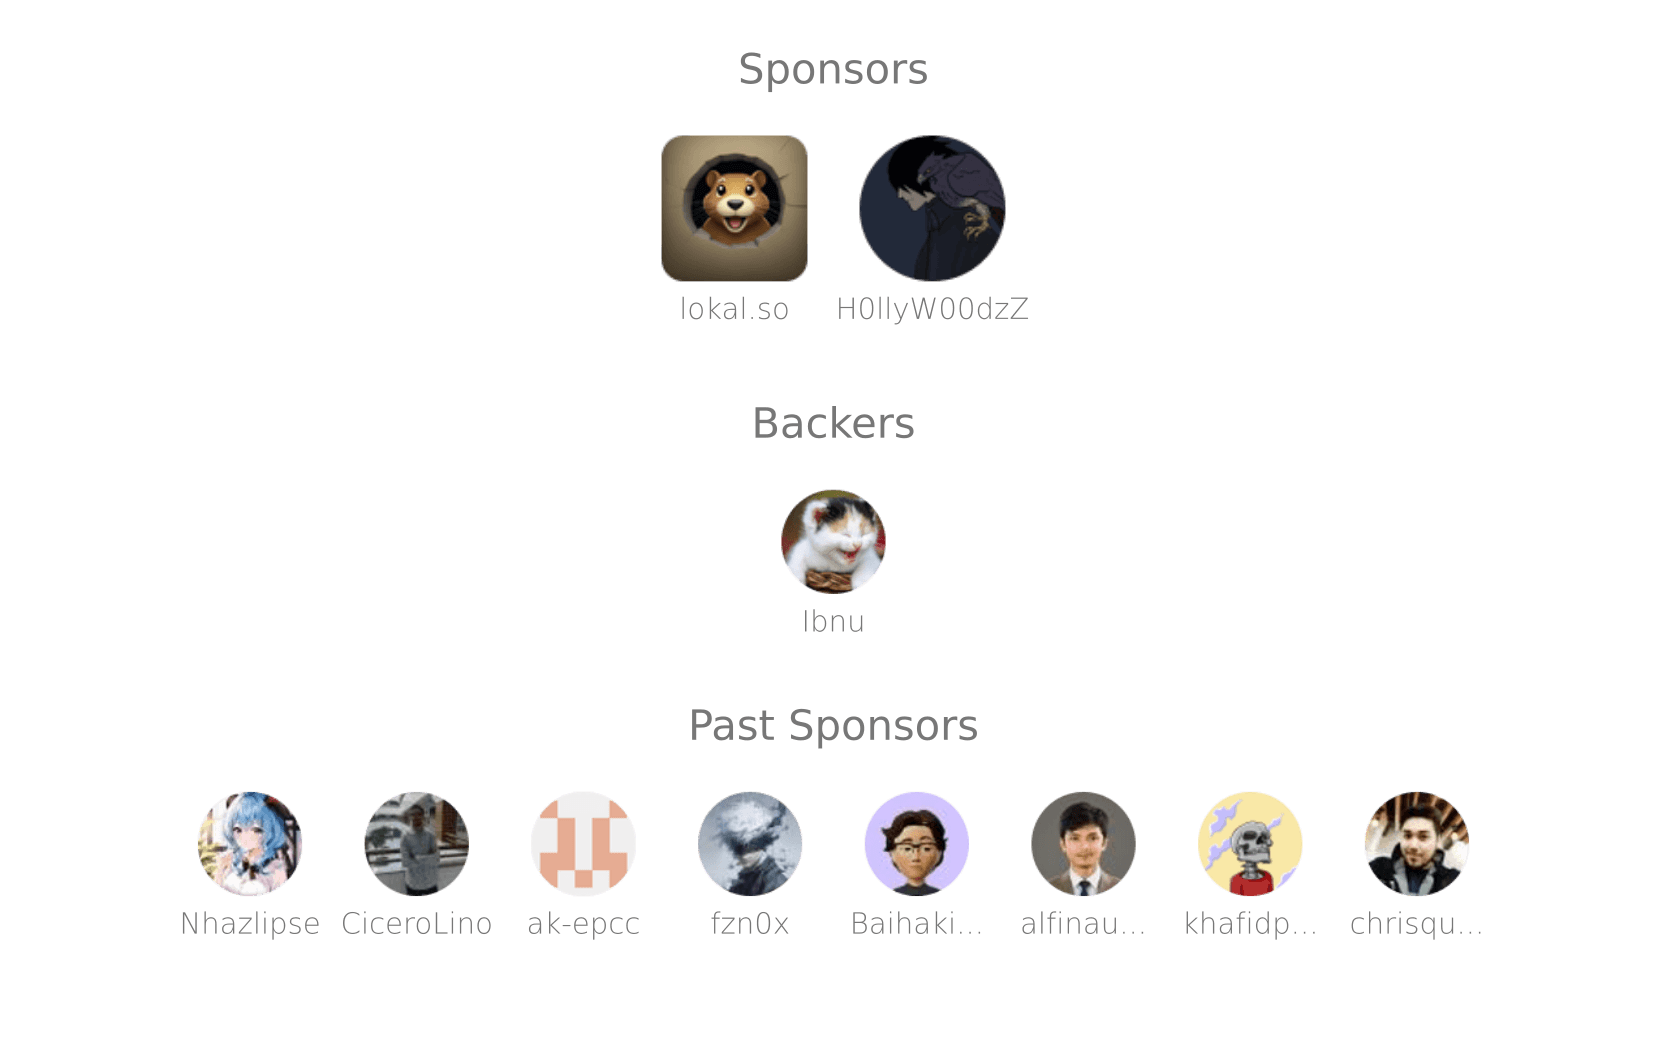 Sponsors
lokal.so H0llyW00dzZ
Backers
Ibnu
Past Sponsors
Nhazlipse CiceroLino ak-epcc fzn0x Baihaki... alfinau... khafidp... chrisqu...